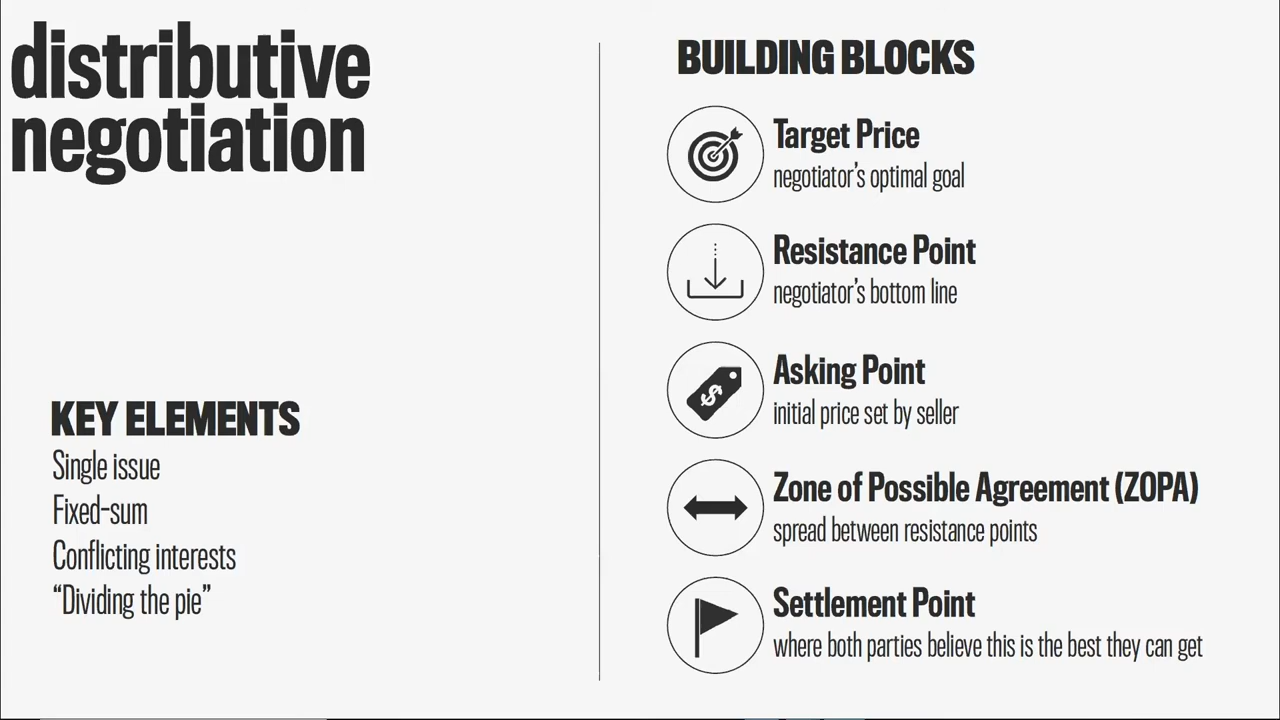 distributive
negotiation
KEY ELEMENTS
Single issue
Fixed-sum
Conflicting interests
“Dividing the pie”
BUILDING BLOCKS
Target Price
negotiator’s optimal goal
Resistance Point
negotiator’s bottom line
$
Asking Point
initial price set by seller
Zone of Possible Agreement (ZOPA)
spread between resistance points
Settlement Point
where both parties believe this is the best they can get